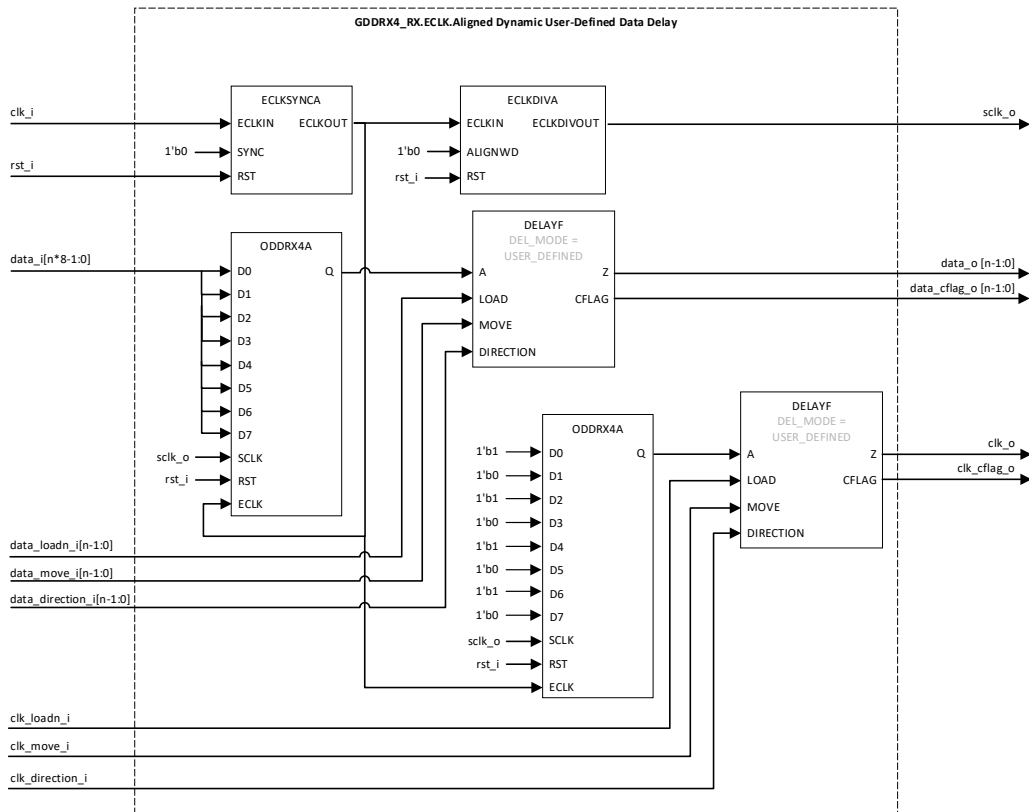 GDDRX4_RX.ECLK.Aligned Dynamic User-Defined Data Delay
ECLKSYNCA
ECLKDIVA
clk_i
ECLKIN ECLKOUT
ECLKIN ECLKDIVOUT
sclk_o
1'b0
SYNC
1'b0
ALIGNWD
rst_i
RST
rst_i
RST
DELAYF
DEL_MODE =
USER_DEFINED
ODDRX4A
data_i[n*8-1:0]
D0 Q
A Z
data_o [n-1:0]
D1
LOAD CFLAG
data_cflag_o [n-1:0]
D2
MOVE
D3
DIRECTION
D4
D5
D6
D7
sclk_o
SCLK
rst_i
RST
ECLK
DELAYF
DEL_MODE =
USER_DEFINED
ODDRX4A
1'b1
D0 Q
A Z
clk_o
1'b0
D1
LOAD CFLAG
clk_cflag_o
1'b1
D2
MOVE
1'b0
D3
DIRECTION
1'b1
D4
1'b0
D5
1'b1
D6
1'b0
D7
sclk_o
SCLK
rst_i
RST
ECLK
data_loadn_i[n-1:0]
data_move_i[n-1:0]
data_direction_i[n-1:0]
clk_loadn_i
clk_move_i
clk_direction_i